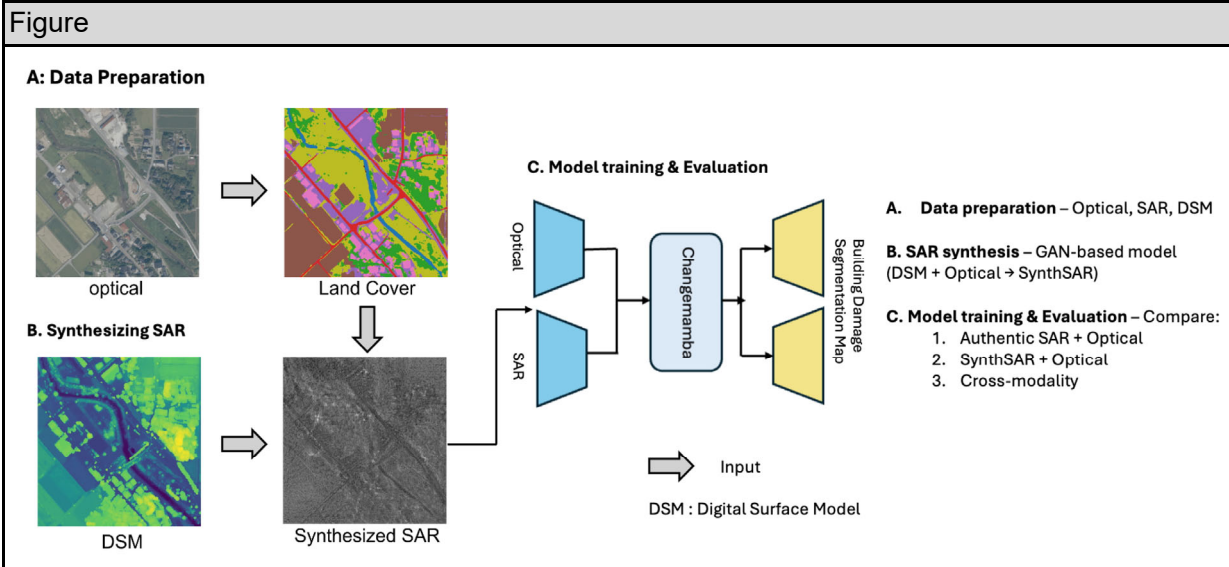 Figure
A: Data Preparation
optical
Land Cover
B. Synthesizing SAR
DSM
Synthesized SAR
C. Model training & Evaluation
Optical
SAR
Changemamba
Building Damage
Segmentation Map
Input
DSM : Digital Surface Model
A. Data preparation – Optical, SAR, DSM
B. SAR synthesis – GAN-based model
(DSM + Optical → SynthSAR)
C. Model training & Evaluation – Compare:
1. Authentic SAR + Optical
2. SynthSAR + Optical
3. Cross-modality